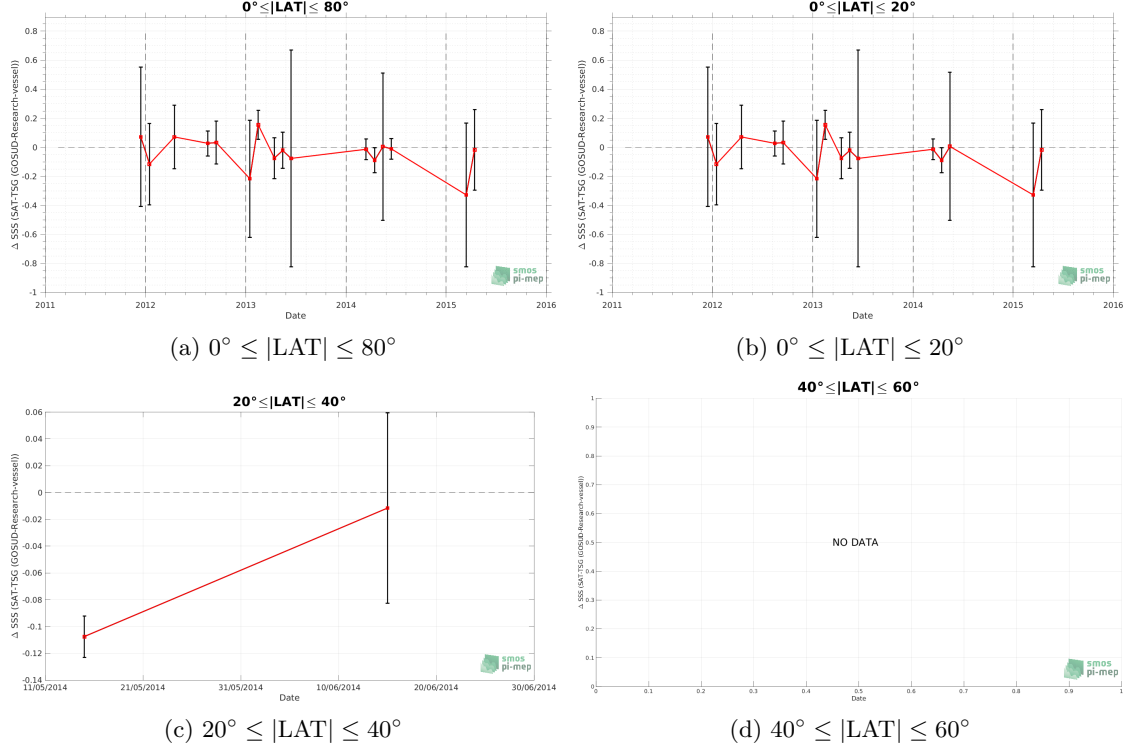 0°≤|LAT|≤ 80°
Δ SSS (SAT-TSG (GOSUD-Research-vessel))
0.8
0.6
0.4
0.2
0
-0.2
-0.4
-0.6
-0.8
-1
2011 2012 2013 2014 2015 2016
Date
smos
pi-mep
(a) 0° ≤ |LAT| ≤ 80°
0°≤|LAT|≤ 20°
Δ SSS (SAT-TSG (GOSUD-Research-vessel))
0.8
0.6
0.4
0.2
0
-0.2
-0.4
-0.6
-0.8
-1
2011 2012 2013 2014 2015 2016
Date
smos
pi-mep
(b) 0° ≤ |LAT| ≤ 20°
20°≤|LAT|≤ 40°
Δ SSS (SAT-TSG (GOSUD-Research-vessel))
0.06
0.04
0.02
0
-0.02
-0.04
-0.06
-0.08
-0.1
-0.12
-0.14
11/05/2014 21/05/2014 31/05/2014 10/06/2014 20/06/2014 30/06/2014
Date
smos
pi-mep
(c) 20° ≤ |LAT| ≤ 40°
40°≤|LAT|≤ 60°
Δ SSS (SAT-TSG (GOSUD-Research-vessel))
1
0.9
0.8
0.7
0.6
0.5
0.4
0.3
0.2
0.1
0
NO DATA
0 0.1 0.2 0.3 0.4 0.5 0.6 0.7 0.8 0.9 1
Date
smos
pi-mep
(d) 40° ≤ |LAT| ≤ 60°